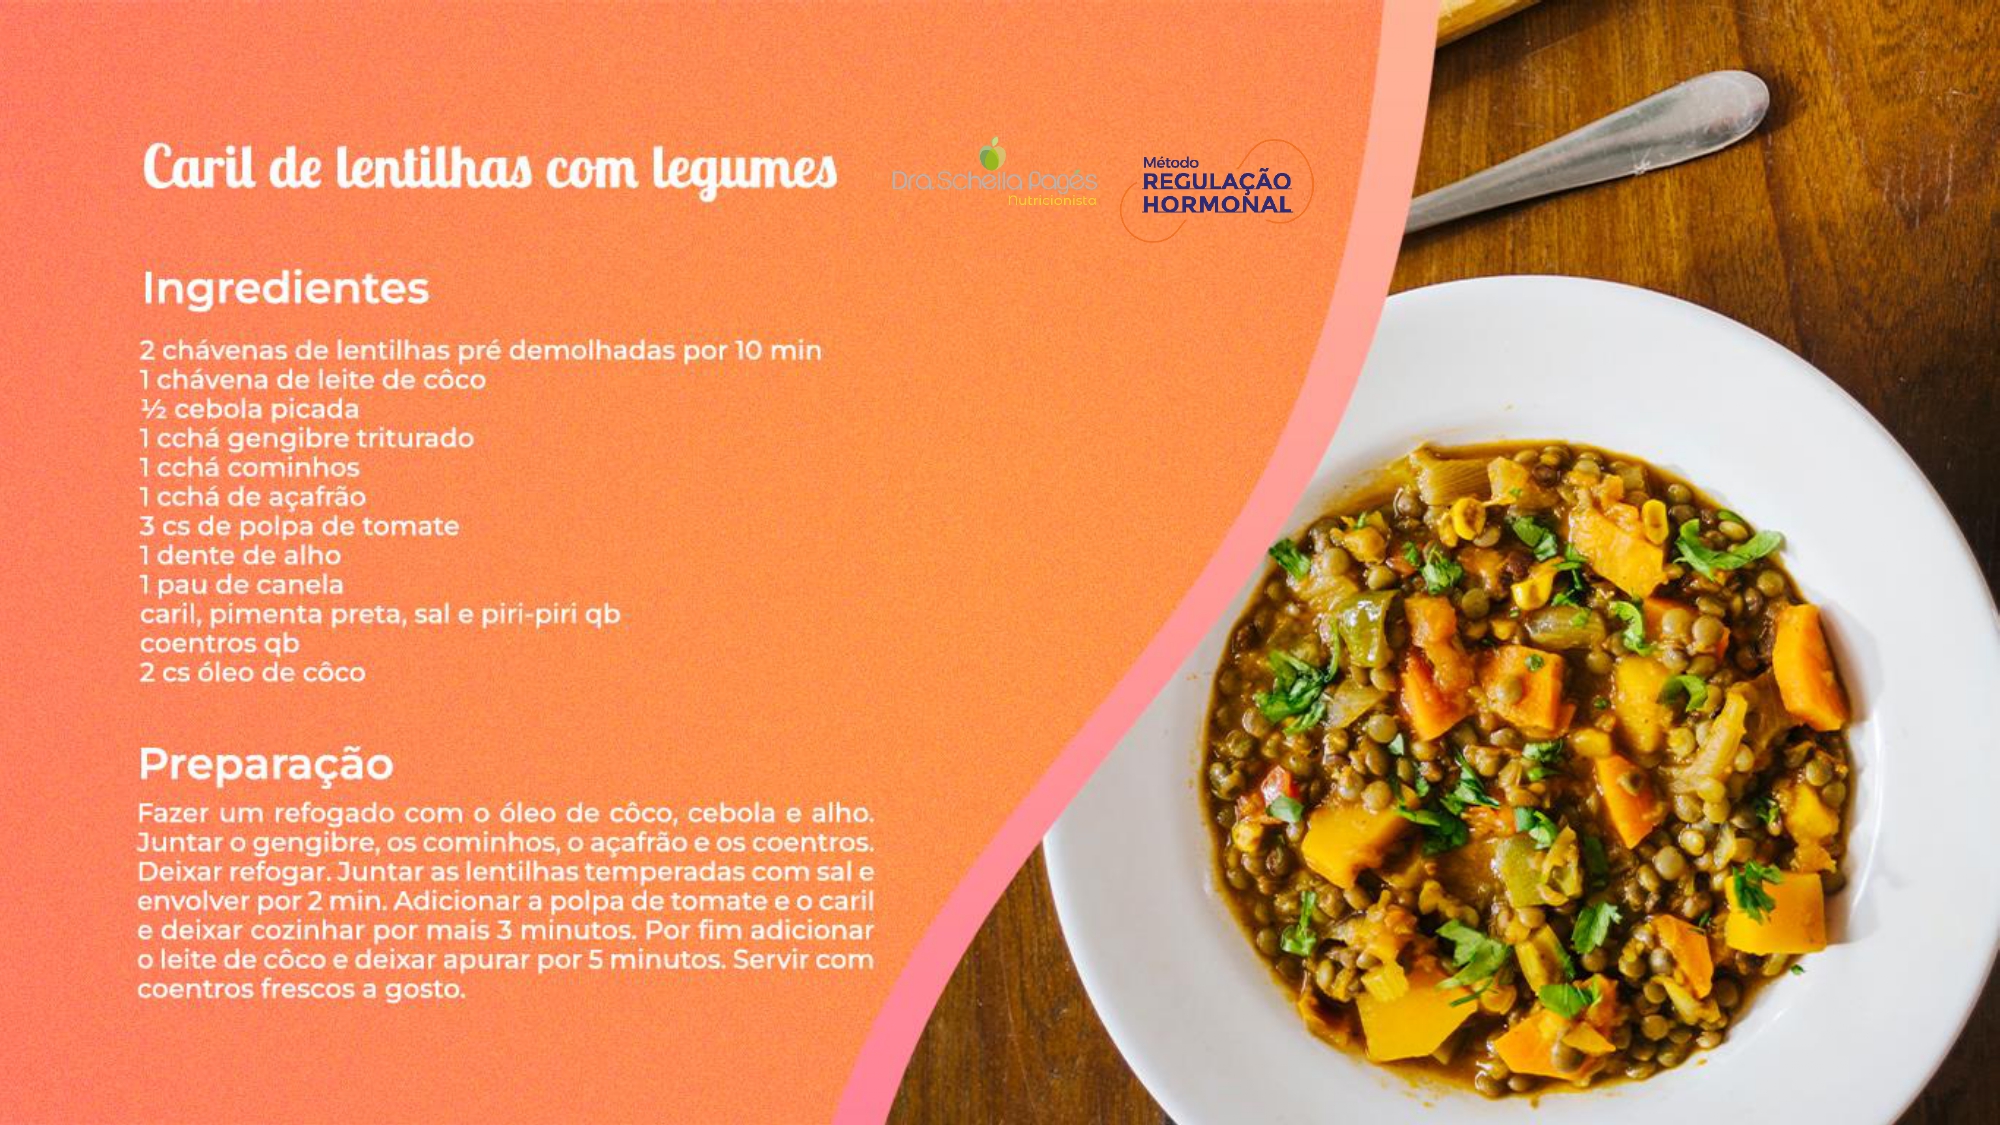 Caril de lentilhas com legumes
Dra. Scheila Pagês
Nutricionista
Método
REGULAÇÃO
HORMONAL
Ingredientes
2 chávenas de lentilhas pré demolhadas por 10 min
1 chávena de leite de côco
½ cebola picada
1 cchá gengibre triturado
1 cchá cominhos
1 cchá de açafrão
3 cs de polpa de tomate
1 dente de alho
1 pau de canela
caril, pimenta preta, sal e piri-piri qb
coentros qb
2 cs óleo de côco
Preparação
Fazer um refogado com o óleo de côco, cebola e alho.
Juntar o gengibre, os cominhos, o açafrão e os coentros.
Deixar refogar. Juntar as lentilhas temperadas com sal e
envolver por 2 min. Adicionar a polpa de tomate e o caril
e deixar cozinhar por mais 3 minutos. Por fim adicionar
o leite de côco e deixar apurar por 5 minutos. Servir com
coentros frescos a gosto.